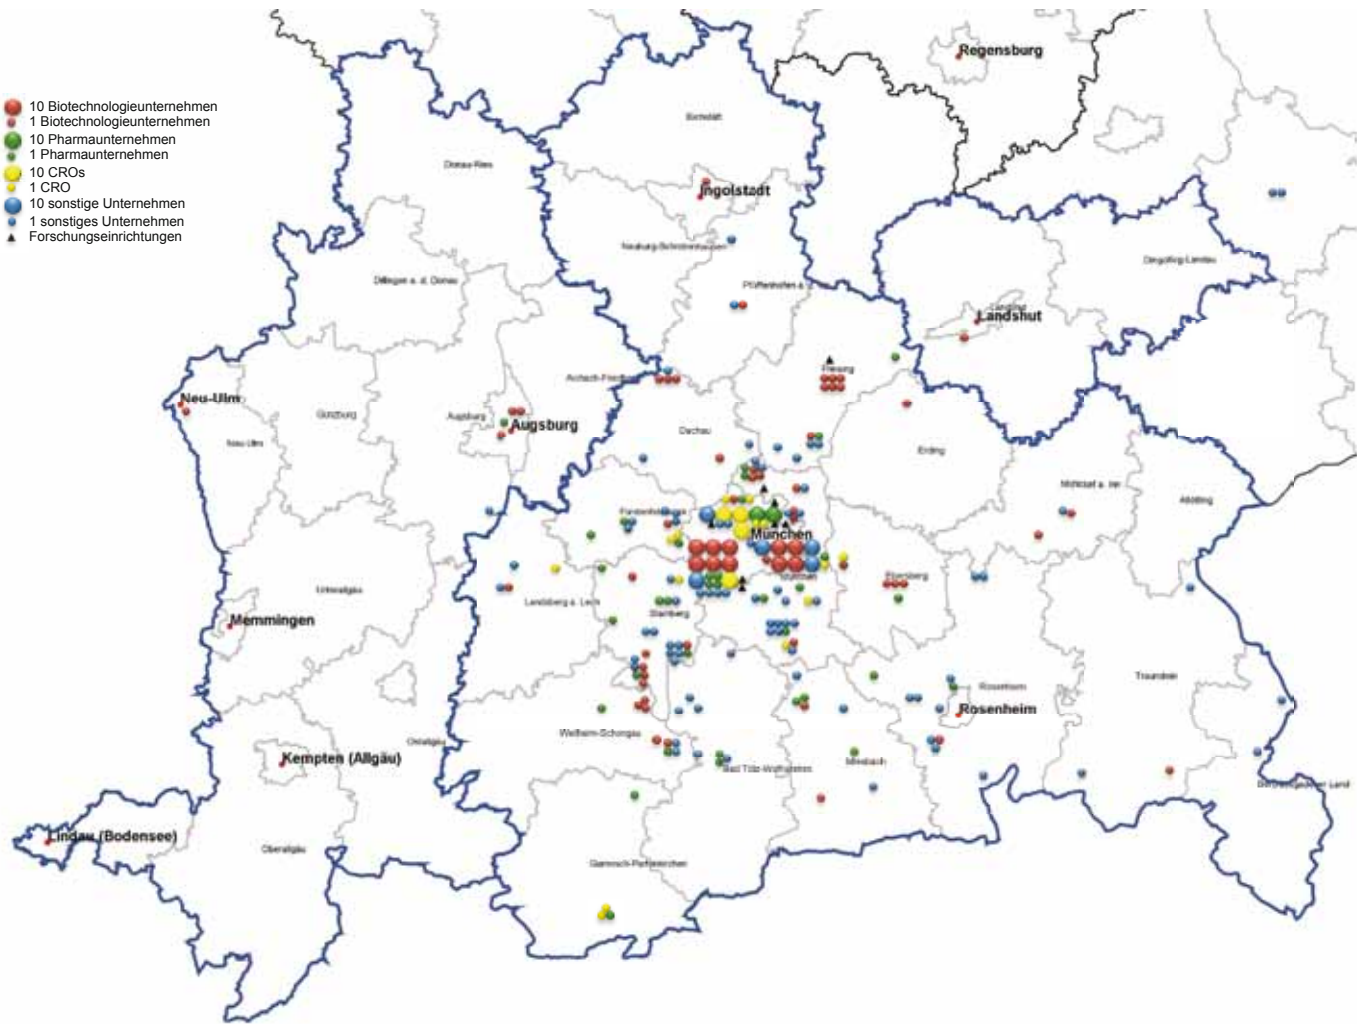 Regensburg
10 Biotechnologieunternehmen
1 Biotechnologieunternehmen
10 Pharmaunternehmen
1 Pharmaunternehmen
10 CROs
1 CRO
10 sonstige Unternehmen
1 sonstiges Unternehmen
Forschungseinrichtungen
Eichstätt
Donau-Ries
Ingolstadt
Neuburg-Schrobenhausen
Dingolfing-Landau
Dillingen a. d. Donau
Pfaffenhofen a. d.
Landshut
Landshut
Freising
Aichach-Friedberg
Neu-Ulm
Günzburg
Augsburg
Augsburg
Dachau
Neu-Ulm
Erding
Mühldorf a. Inn
Altötting
Fürstenfeldbruck
München
München
Ebersberg
Unterallgäu
Landsberg a. Lech
Starnberg
Memmingen
Traunstein
Rosenheim
Rosenheim
Weilheim-Schongau
Ostallgäu
Kempten (Allgäu)
Miesbach
Bad Tölz-Wolfratshausen
Berchtesgadener Land
Lindau (Bodensee)
Oberallgäu
Garmisch-Partenkirchen